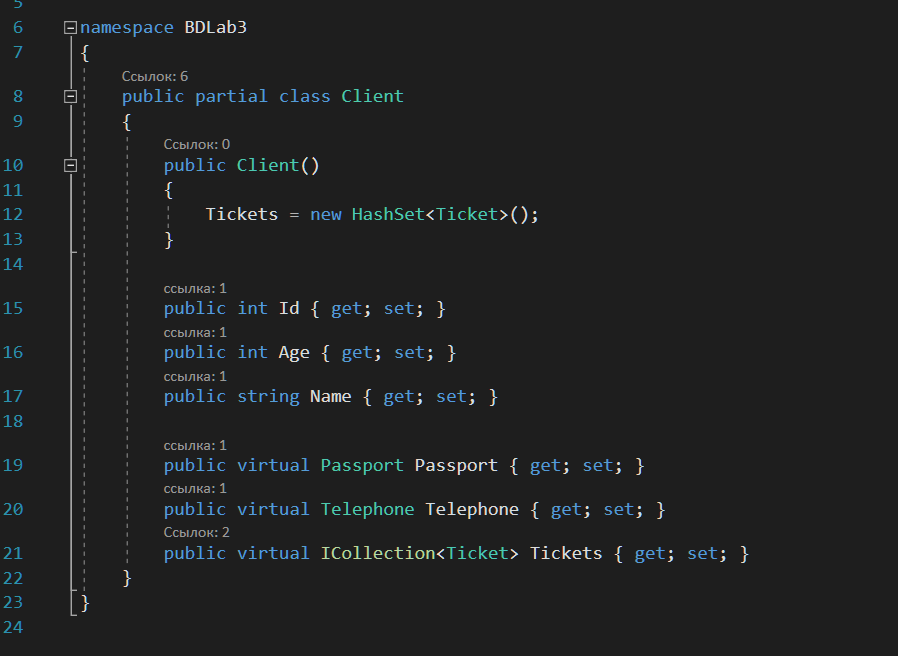 5
6 namespace BDLab3
7 {
Ссылок: 6
8 public partial class Client
9 {
Ссылок: 0
10 public Client()
11 {
12 Tickets = new HashSet<Ticket>();
13 }
14
ссылка: 1
15 public int Id { get; set; }
ссылка: 1
16 public int Age { get; set; }
ссылка: 1
17 public string Name { get; set; }
18
ссылка: 1
19 public virtual Passport Passport { get; set; }
ссылка: 1
20 public virtual Telephone Telephone { get; set; }
Ссылок: 2
21 public virtual ICollection<Ticket> Tickets { get; set; }
22 }
23 }
24